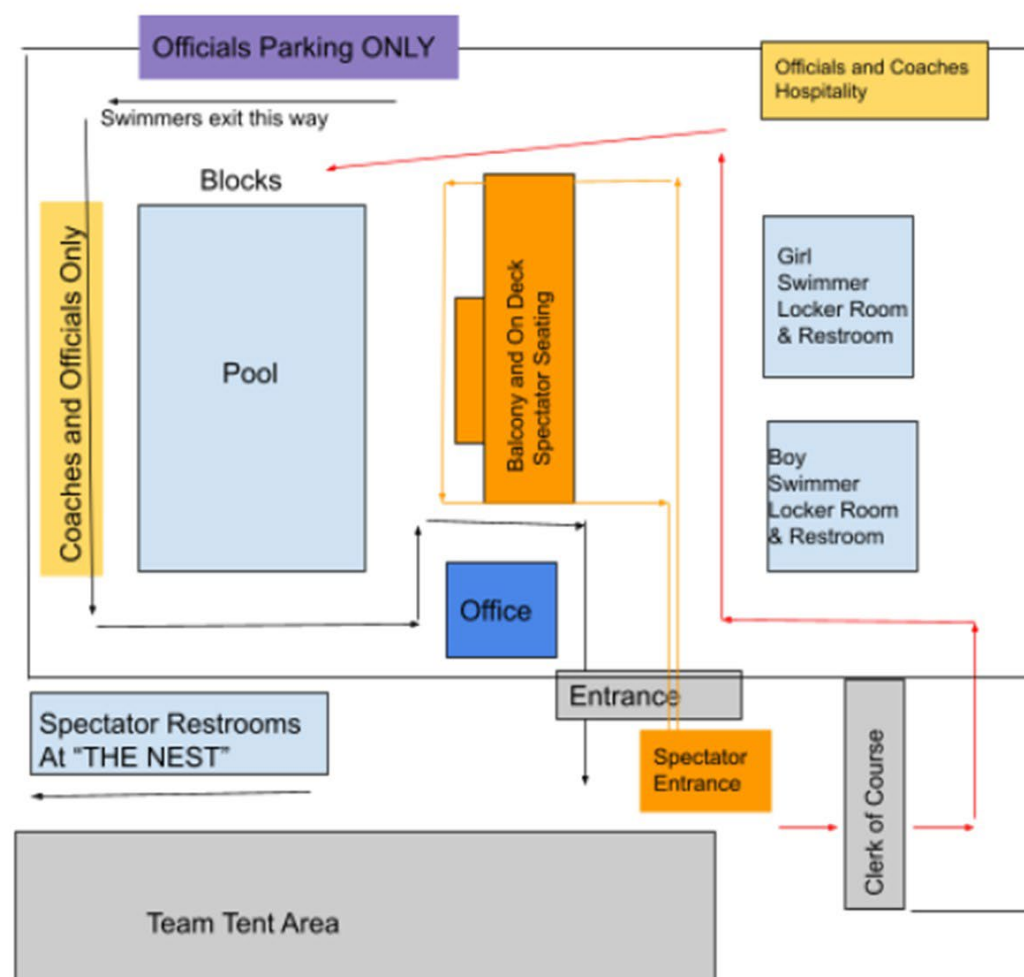 Officials Parking ONLY
Officials and Coaches
Hospitality
Swimmers exit this way
Blocks
Coaches and Officials Only
Pool
Balcony and On Deck
Spectator Seating
Girl
Swimmer
Locker Room
& Restroom
Boy
Swimmer
Locker Room
& Restroom
Office
Entrance
Spectator Restrooms
At “THE NEST”
Spectator
Entrance
Clerk of Course
Team Tent Area